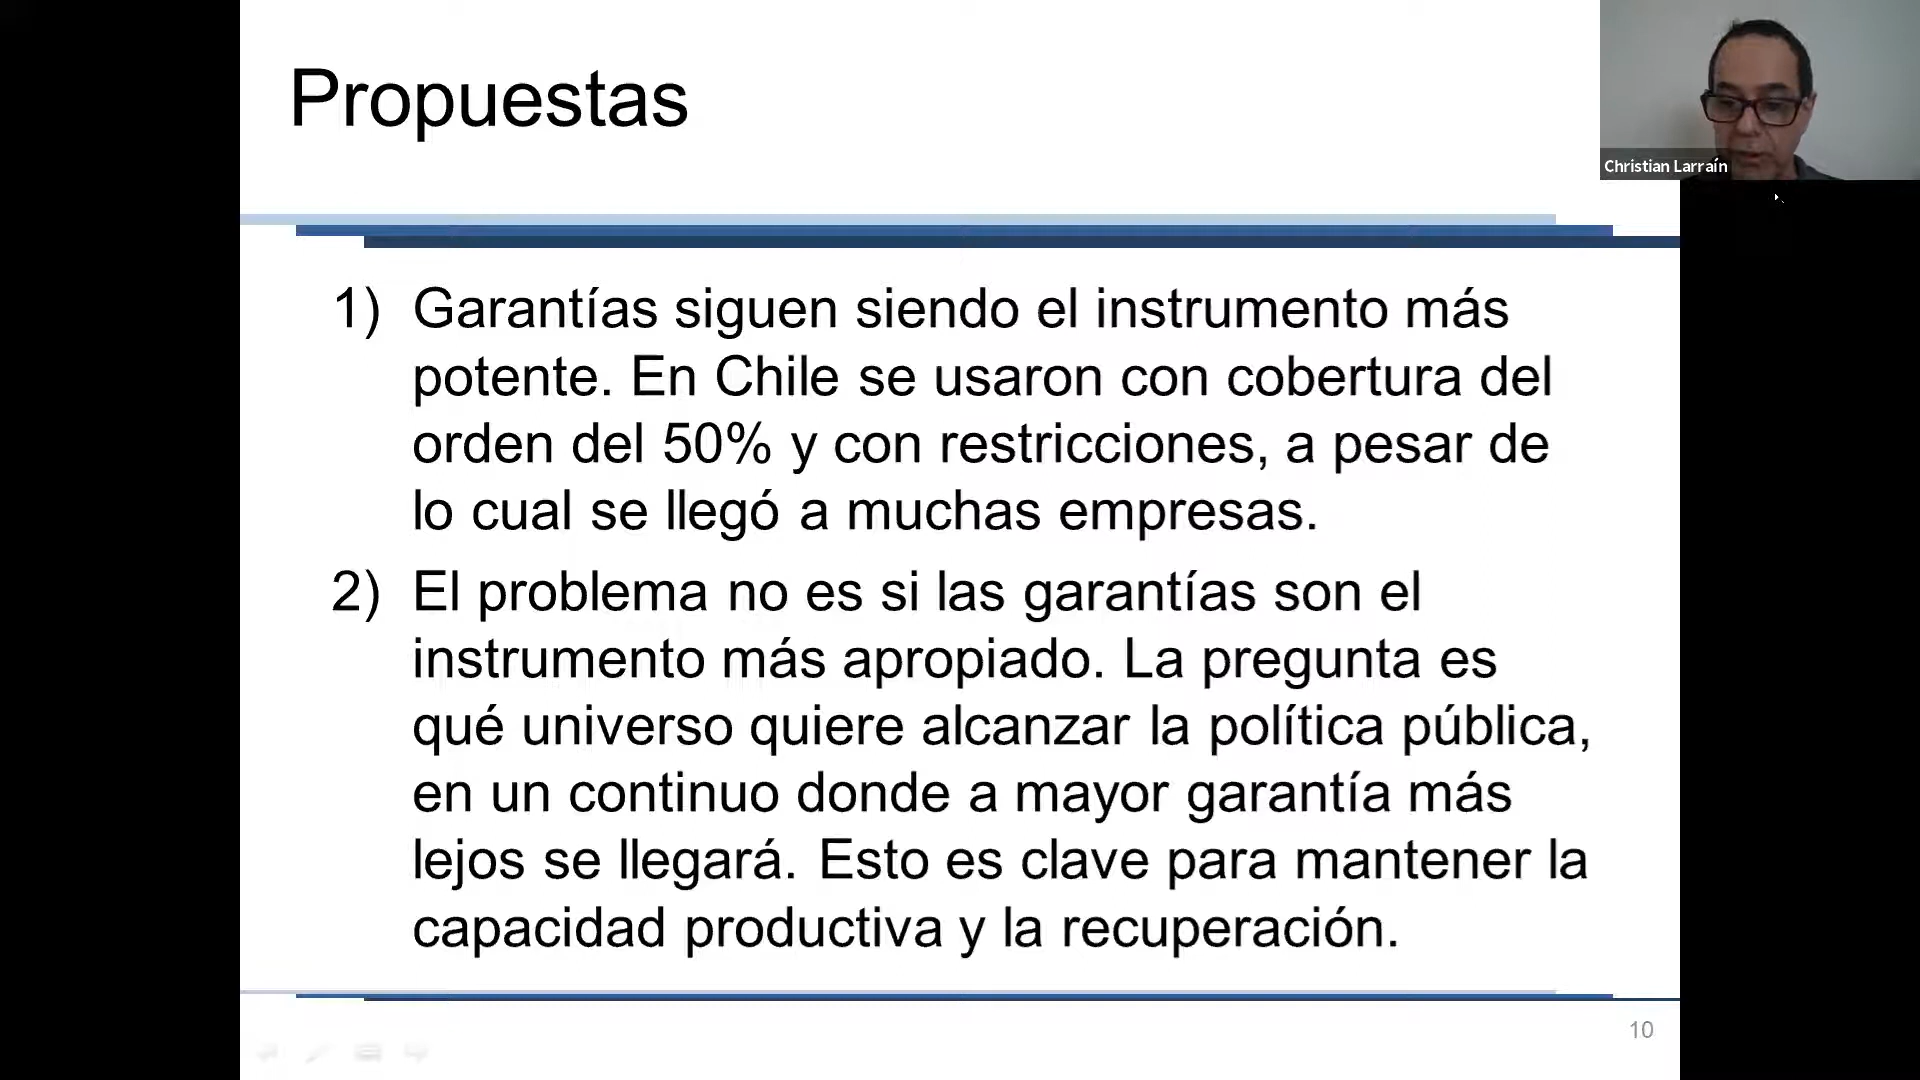 Propuestas
Christian Larraín
1) Garantías siguen siendo el instrumento más
potente. En Chile se usaron con cobertura del
orden del 50% y con restricciones, a pesar de
lo cual se llegó a muchas empresas.
2) El problema no es si las garantías son el
instrumento más apropiado. La pregunta es
qué universo quiere alcanzar la política pública,
en un continuo donde a mayor garantía más
lejos se llegará. Esto es clave para mantener la
capacidad productiva y la recuperación.
10